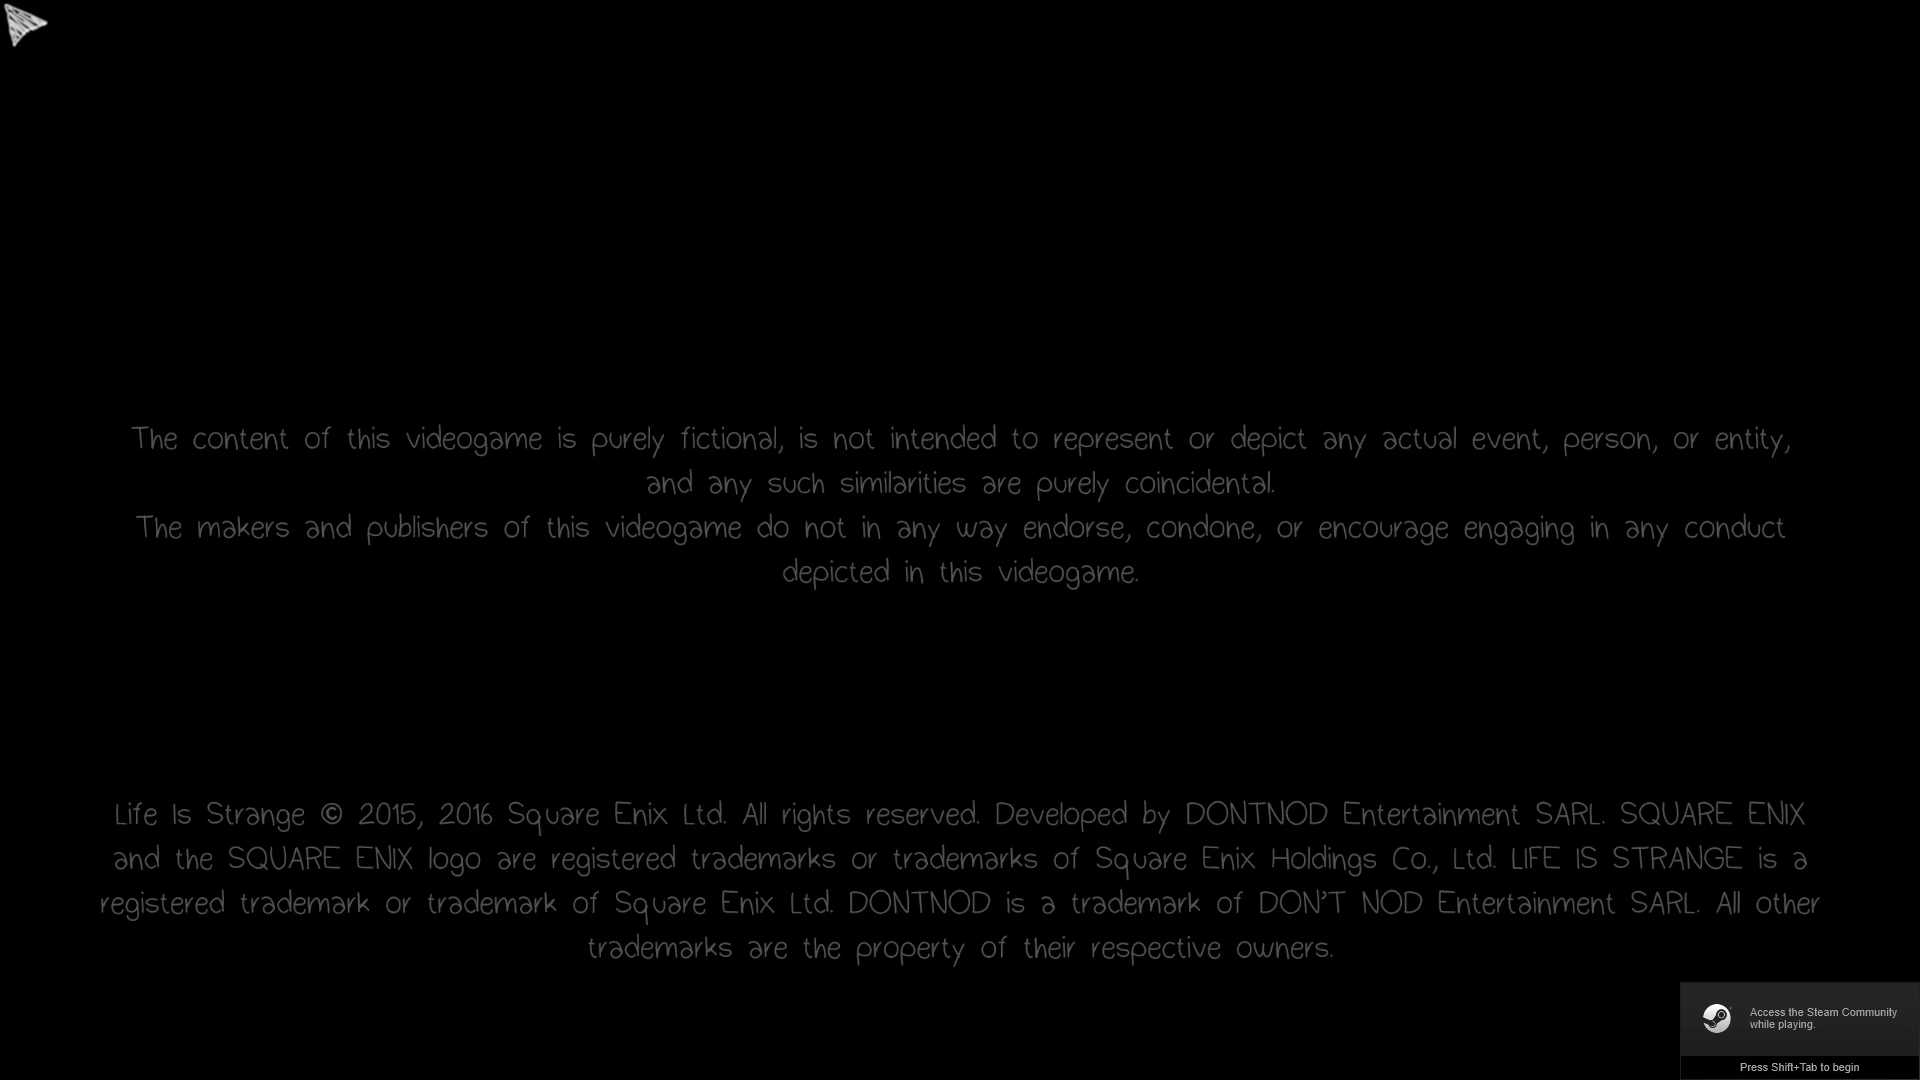 The content of this videogame is purely fictional, is not intended to represent or depict any actual event, person, or entity,
and any such similarities are purely coincidental.
The makers and publishers of this videogame do not in any way endorse, condone, or encourage engaging in any conduct
depicted in this videogame.
Life Is Strange © 2015, 2016 Square Enix Ltd. All rights reserved. Developed by DONTNOD Entertainment SARL. SQUARE ENIX
and the SQUARE ENIX logo are registered trademarks or trademarks of Square Enix Holdings Co., Ltd. LIFE IS STRANGE is a
registered trademark or trademark of Square Enix Ltd. DONTNOD is a trademark of DON'T NOD Entertainment SARL. All other
trademarks are the property of their respective owners.
Access the Steam Community
while playing.
Press Shift+Tab to begin